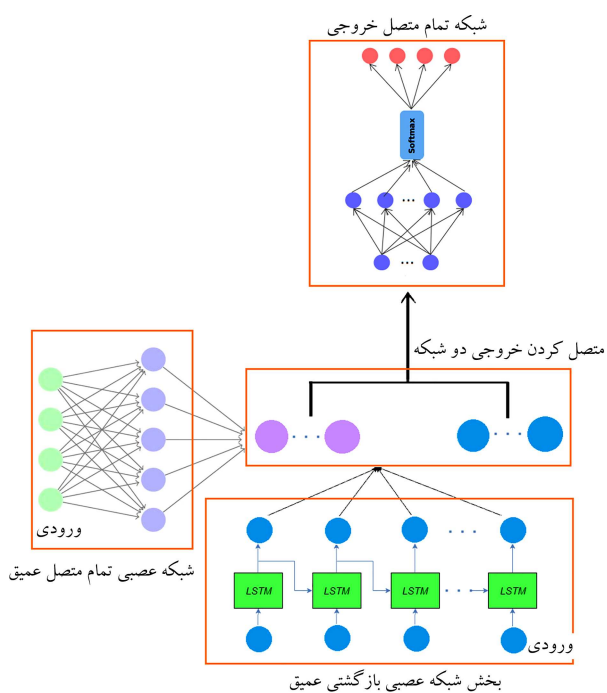 شبکه تمام متصل خروجی
Softmax
متصل کردن خروجی دو شبکه
ورودی
شبکه عصبی تمام متصل عمیق
LSTM
LSTM
LSTM
LSTM
ورودی
بخش شبکه عصبی بازگشتی عمیق